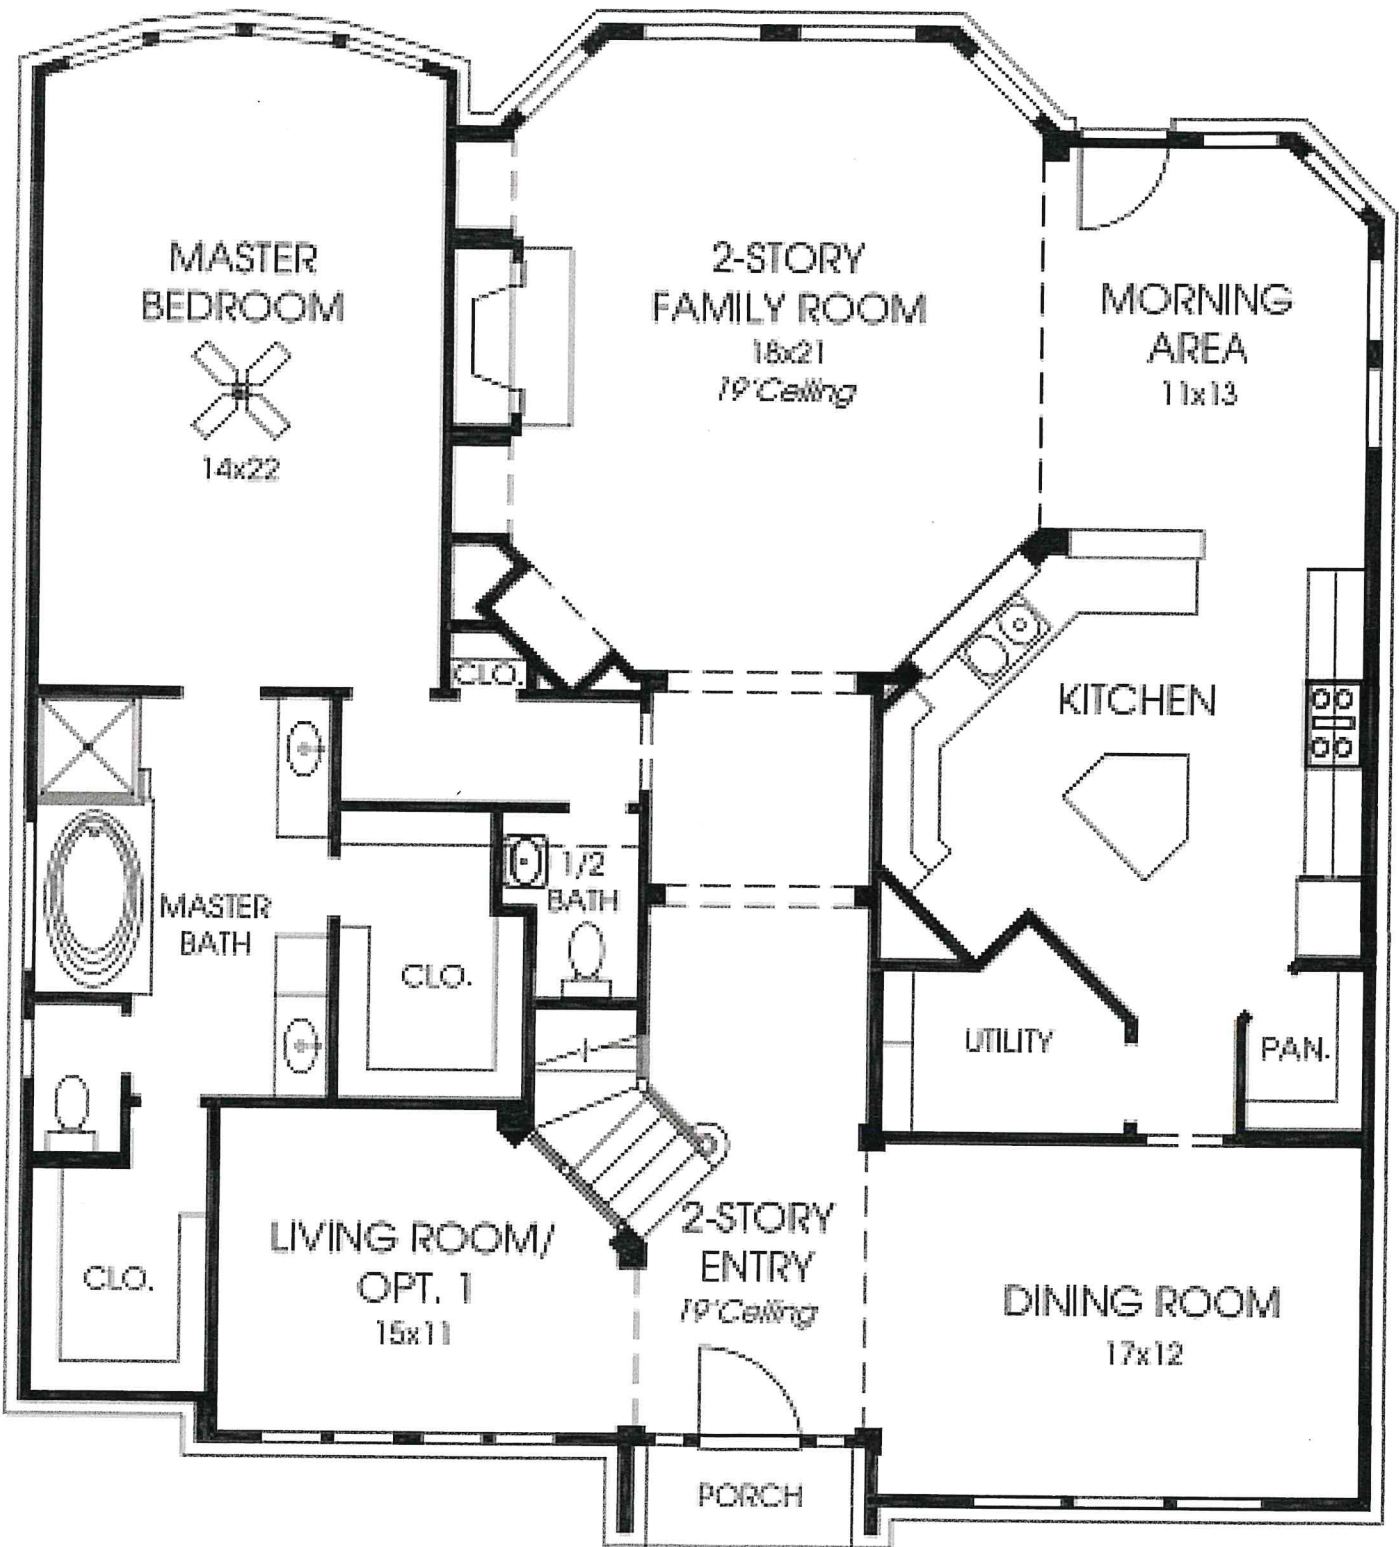 MASTER
BEDROOM
14x22
2-STORY
FAMILY ROOM
18x21
19'Ceiling
MORNING
AREA
11x13
CLO.
KITCHEN
MASTER
BATH
1/2
BATH
CLO.
UTILITY
PAN.
CLO.
LIVING ROOM/
OPT. 1
15x11
2-STORY
ENTRY
19'Ceiling
DINING ROOM
17x12
PORCH